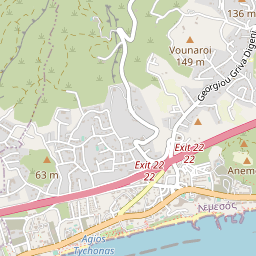 136 m
Vounaroi
149 m
Georgiou Griva Digeni
Exit 22
22
Exit 22
22
63 m
Anem
Λεμεσός
Agios
Tychonas